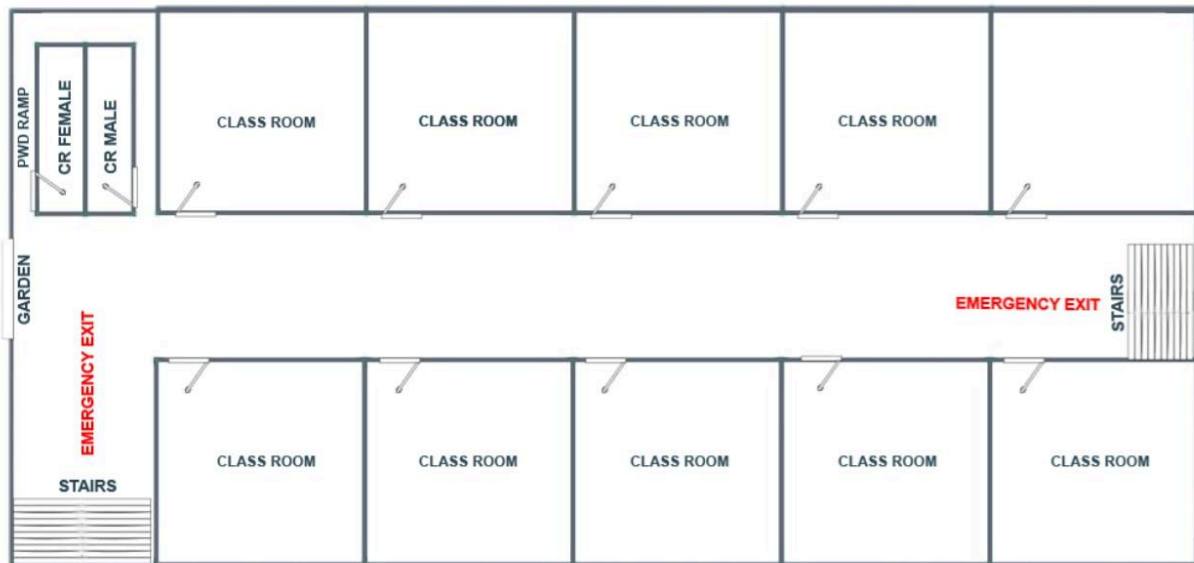 PWD RAMP
CR FEMALE
CR MALE
CLASS ROOM
CLASS ROOM
CLASS ROOM
CLASS ROOM
GARDEN
EMERGENCY EXIT
EMERGENCY EXIT
STAIRS
STAIRS
CLASS ROOM
CLASS ROOM
CLASS ROOM
CLASS ROOM
CLASS ROOM